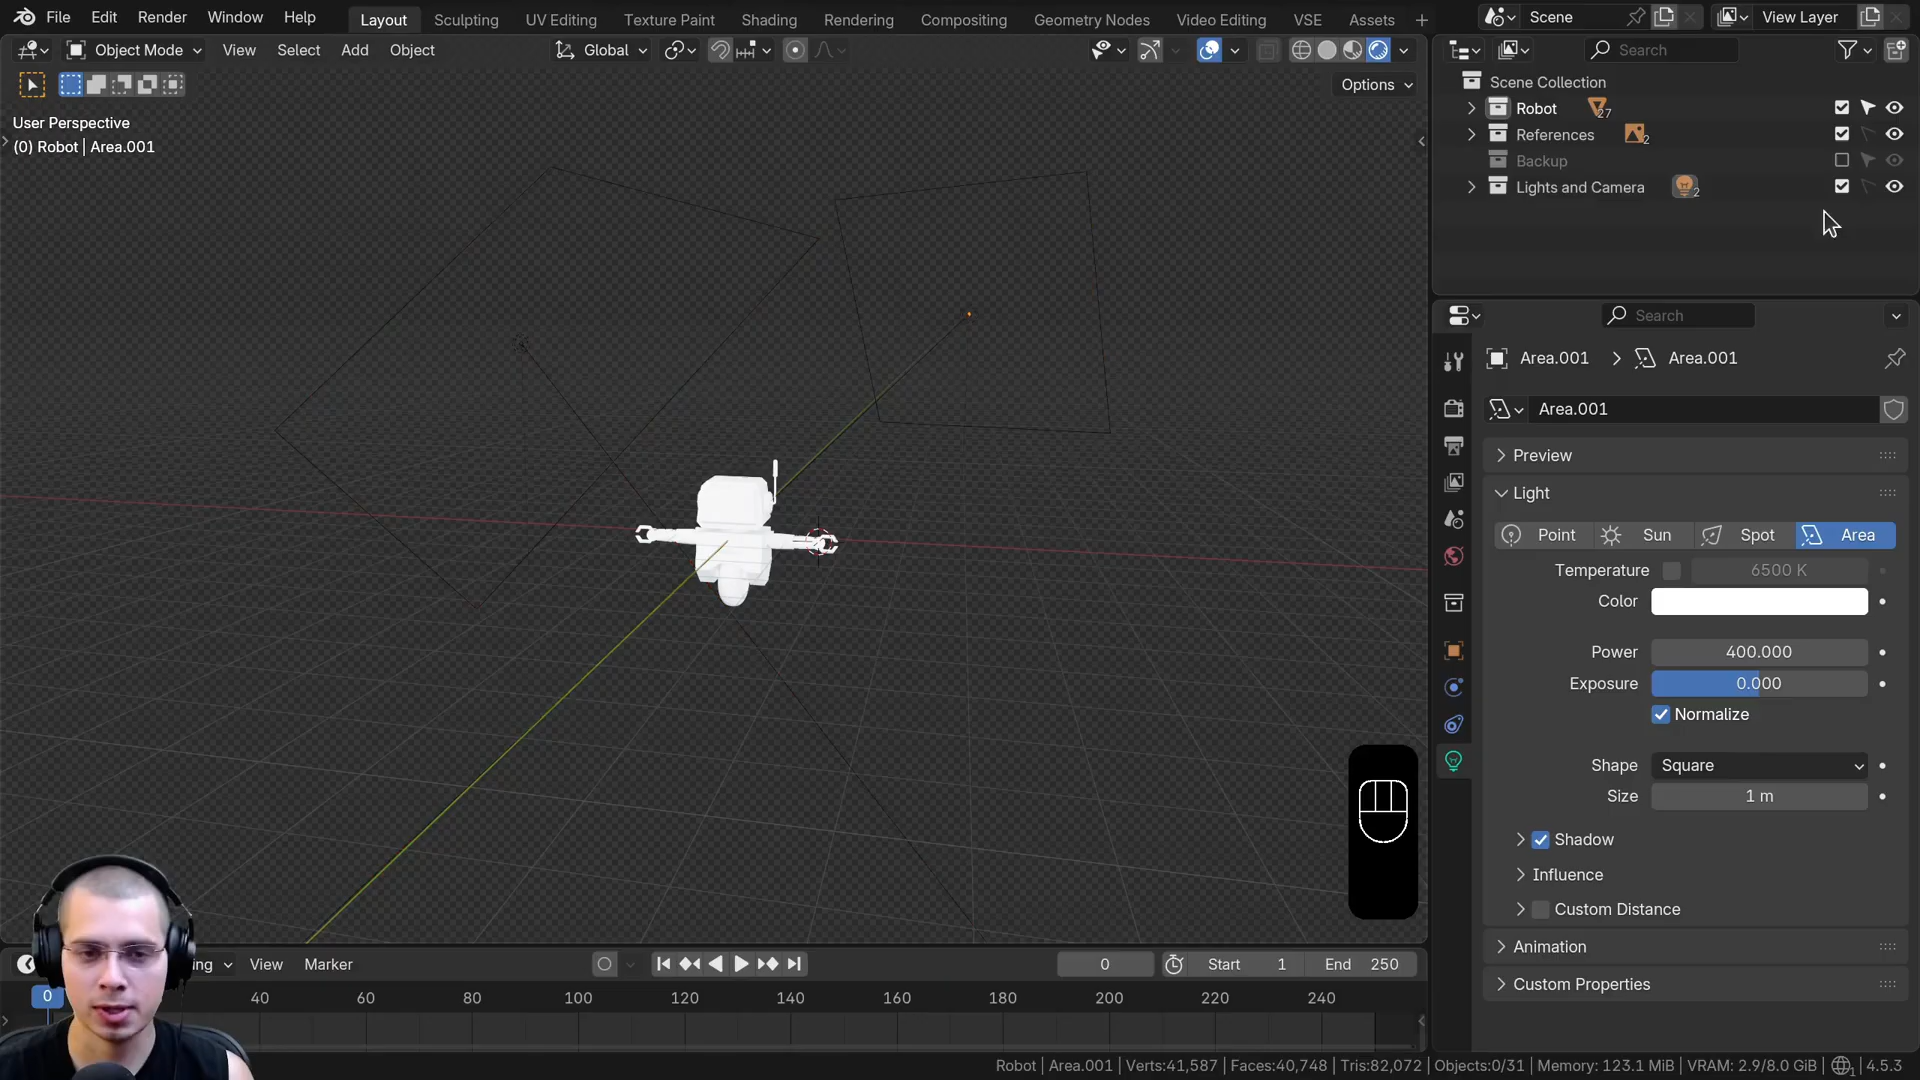 File Edit Render Window Help Layout Sculpting UV Editing Texture Paint Shading Rendering Compositing Geometry Nodes Video Editing VSE Assets + Scene View Layer
Object Mode View Select Add Object Global Search
Options
User Perspective
(0) Robot | Area.001
Scene Collection
Robot 27
References 2
Backup
Lights and Camera 2
Search
Area.001 > Area.001
Area.001
Preview
Light
Point Sun Spot Area
Temperature 6500 K
Color
Power 400.000
Exposure 0.000
Normalize
Shape Square
Size 1 m
Shadow
Influence
Custom Distance
Animation
Custom Properties
View Marker 0 Start 1 End 250
0 40 60 80 100 120 140 160 180 200 220 240
Robot | Area.001 | Verts:41,587 | Faces:40,748 | Tris:82,072 | Objects:0/31 | Memory: 123.1 MiB | VRAM: 2.9/8.0 GiB | 1 | 4.5.3